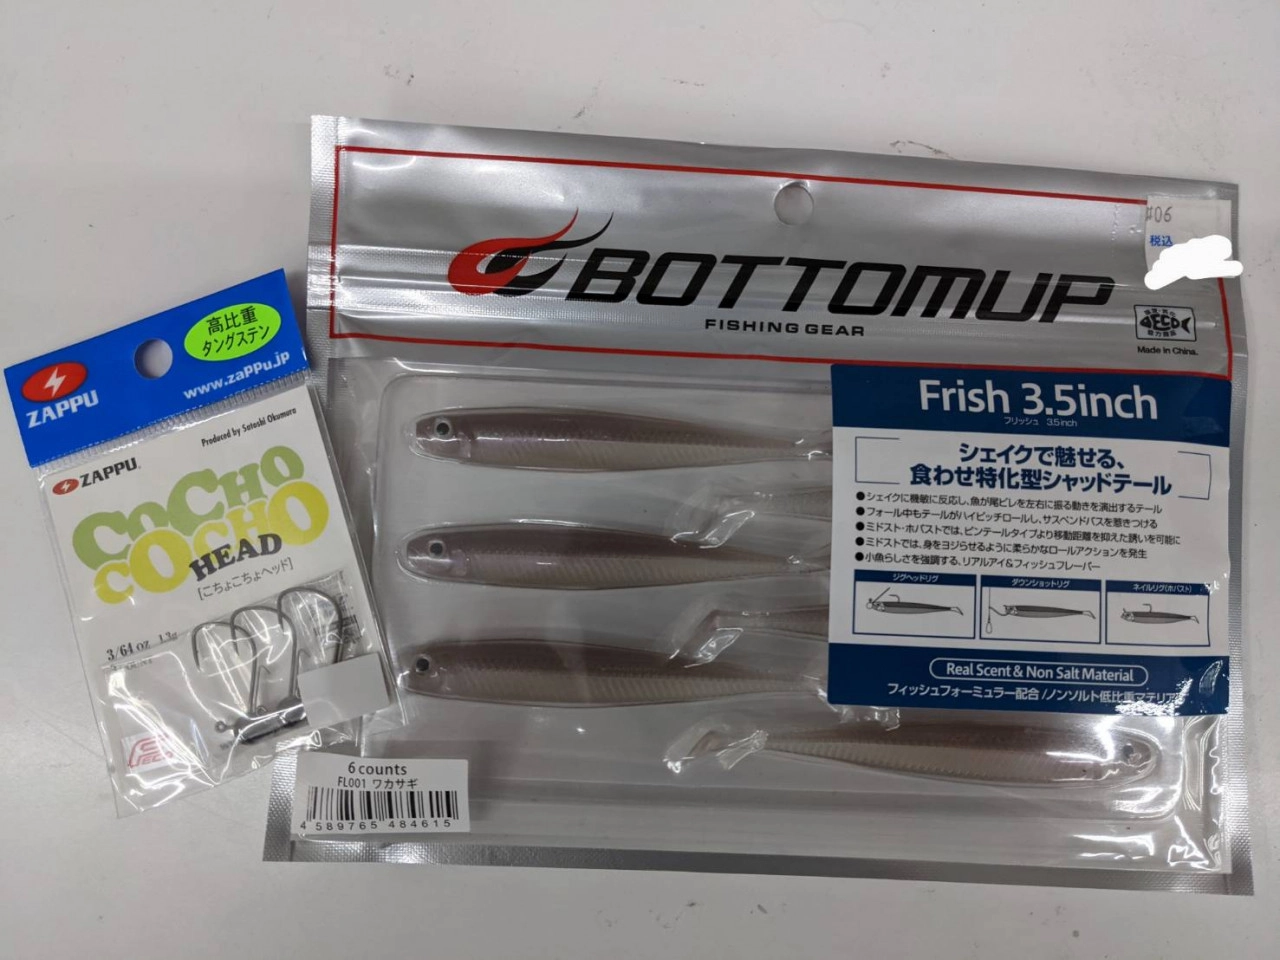 高比重
タングステン
ZAPPU
www.zaPPu.jp
Produced by Satoshi Okumura
ZAPPU.
CoCHO
COCHO
HEAD
[こちょこちょヘッド]
3/64 oz 1.3g
BOTTOMUP
FISHING GEAR
#06
税込
ECO
Made in China.
Frish 3.5inch
フリッシュ 3.5inch
シェイクで魅せる、
食わせ特化型シャッドテール
●シェイクに機敏に反応し、魚が尾ビレを左右に振る動きを演出するテール
●フォール中もテールがハイピッチロールし、サスペンドバスを惹きつける
●ミドスト・ホバストでは、ピンテールタイプより移動距離を抑えた誘いを可能に
●ミドストでは、身をヨジらせるように柔らかなロールアクションを発生
●小魚らしさを強調する、リアルアイ&フィッシュフレーバー
ジグヘッドリグ
ダウンショットリグ
ネイルリグ(ホバスト)
Real Scent & Non Salt Material
フィッシュフォーミュラー配合/ノンソルト低比重マテリア
6 counts
FL001 ワカサギ
4 589765 484615